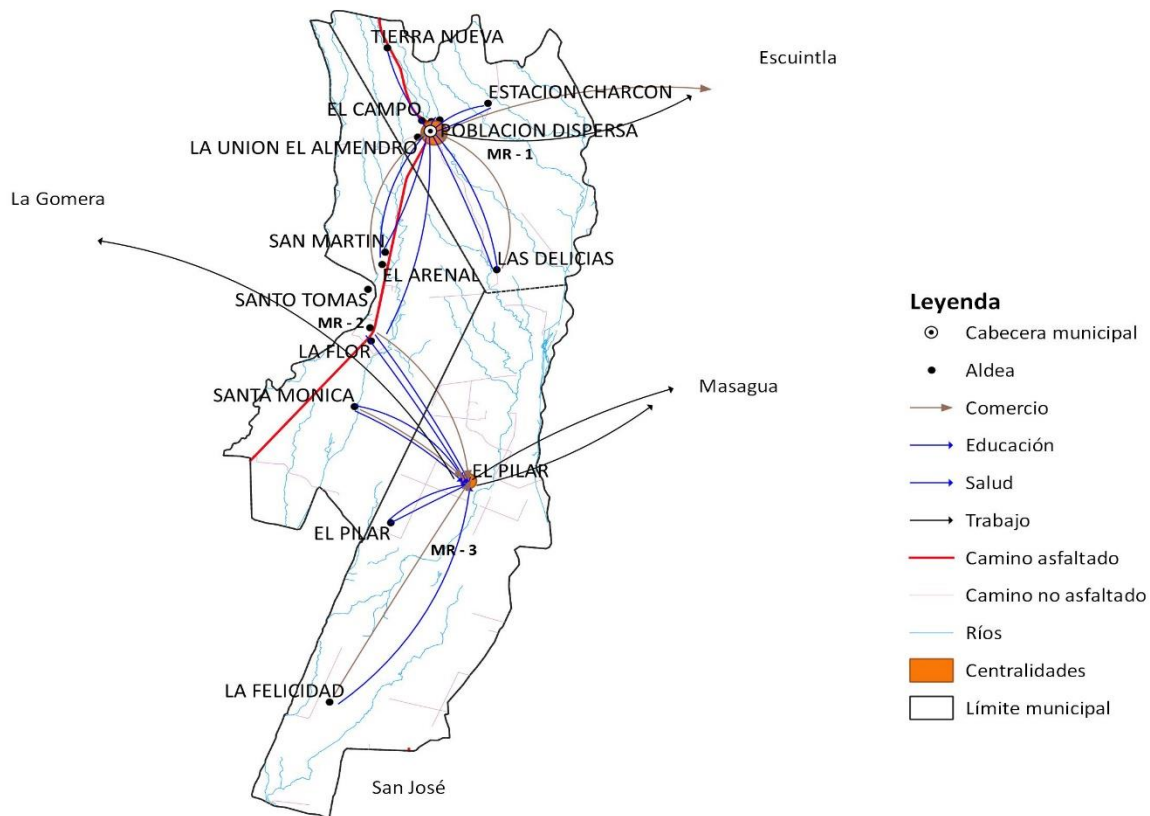 TIERRA NUEVA
Escuintla
ESTACION CHARCON
EL CAMPO
POBLACION DISPERSA
LA UNION EL ALMENDRO
MR - 1
La Gomera
SAN MARTIN
LAS DELICIAS
EL ARENAL
SANTO TOMAS
MR - 2
LA FLOR
SANTA MONICA
Masagua
EL PILAR
EL PILAR
MR - 3
LA FELICIDAD
San José
Leyenda
Cabecera municipal
Aldea
Comercio
Educación
Salud
Trabajo
Camino asfaltado
Camino no asfaltado
Ríos
Centralidades
Límite municipal